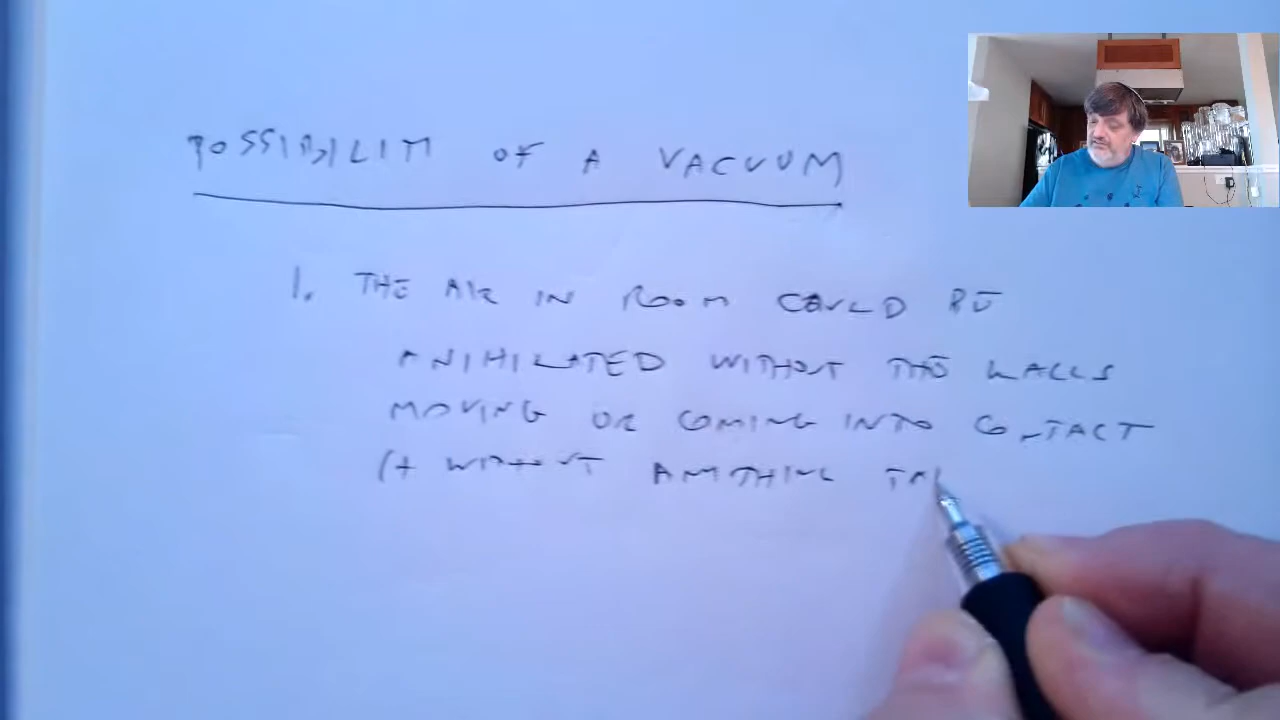 POSSIBILITY OF A VACUUM
1. THE AIR IN ROOM COULD BE
ANIHILATED WITHOUT THE WALLS
MOVING OR COMING INTO CONTACT
(+ WITHOUT ANYTHING